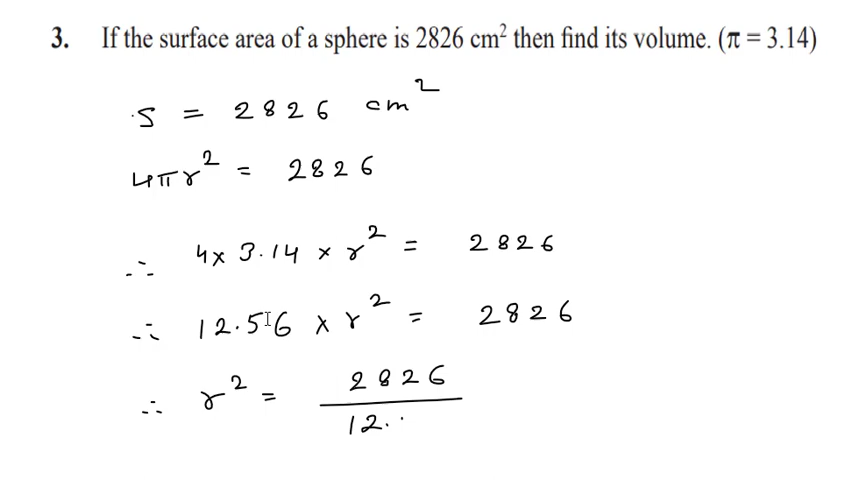 3. If the surface area of a sphere is 2826 cm² then find its volume. (π = 3.14)
S = 2826 cm²
4πr² = 2826
∴ 4 x 3.14 x r² = 2826
∴ 12.56 x r² = 2826
∴ r² = 2826 / 12.